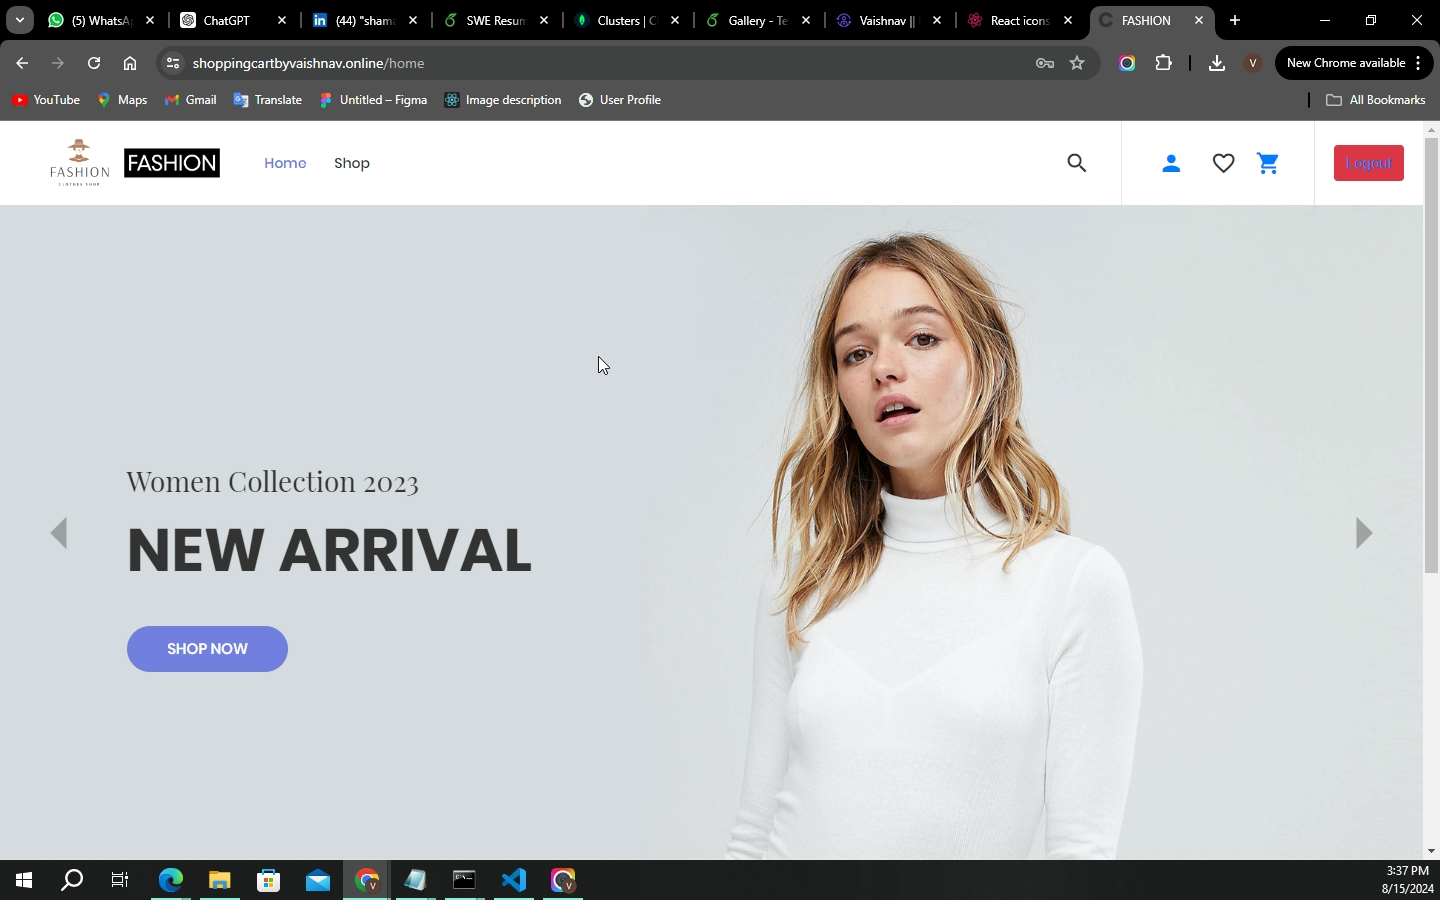 (5) WhatsA
ChatGPT
(44) "sham
SWE Resum
Clusters | C
Gallery - Te
Vaishnav ||
React icons
FASHION
shoppingcartbyvaishnav.online/home
V
New Chrome available
YouTube
Maps
Gmail
Translate
Untitled – Figma
Image description
User Profile
All Bookmarks
FASHION
CLOTHES SHOP
FASHION
Home
Shop
Logout
Women Collection 2023
NEW ARRIVAL
SHOP NOW
3:37 PM
8/15/2024